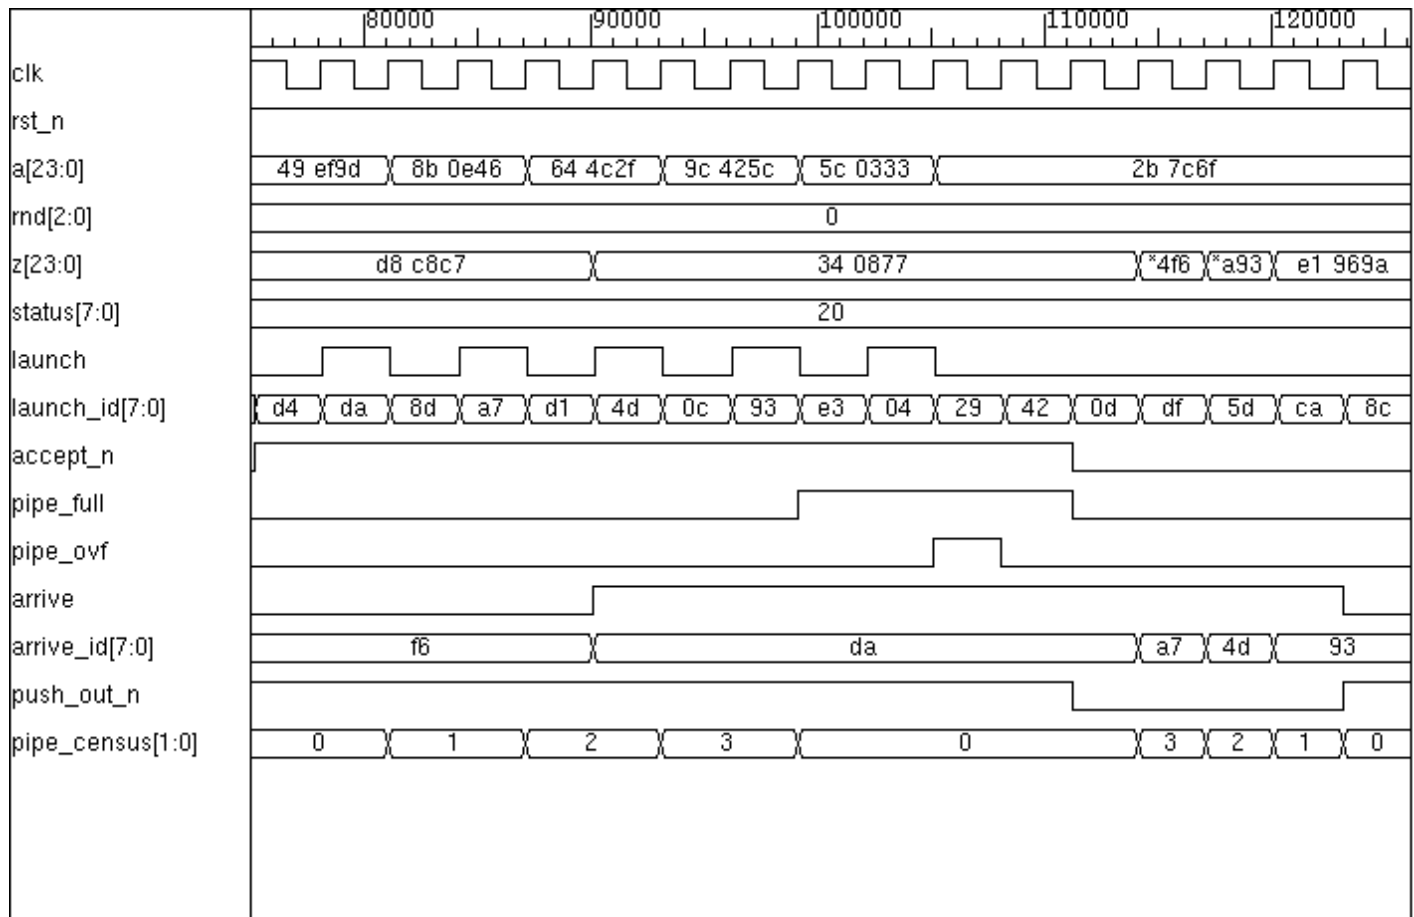 80000 90000 100000 110000 120000
clk
rst_n
a[23:0] 49 ef9d 8b 0e46 64 4c2f 9c 425c 5c 0333 2b 7c6f
rnd[2:0] 0
z[23:0] d8 c8c7 34 0877 *4f6 *a93 e1 969a
status[7:0] 20
launch
launch_id[7:0] d4 da 8d a7 d1 4d 0c 93 e3 04 29 42 0d df 5d ca 8c
accept_n
pipe_full
pipe_ovf
arrive
arrive_id[7:0] f6 da a7 4d 93
push_out_n
pipe_census[1:0] 0 1 2 3 0 3 2 1 0